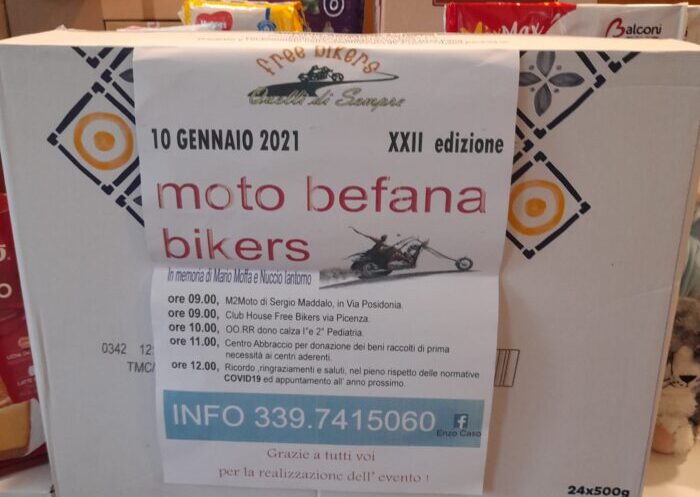 Balconi
free bikers
Quelli di Sempre
10 GENNAIO 2021 XXII edizione
moto befana
bikers
In memoria di Mario Moffa e Nuccio Iantorno
ore 09.00, M2Moto di Sergio Maddalo, in Via Posidonia.
ore 09.00, Club House Free Bikers via Picenza.
ore 10.00, OO.RR dono calza I°e 2° Pediatria.
ore 11.00, Centro Abbraccio per donazione dei beni raccolti di prima
necessità ai centri aderenti.
ore 12.00, Ricordo ,ringraziamenti e saluti, nel pieno rispetto delle normative
COVID19 ed appuntamento all' anno prossimo.
0342 12
TMC/
INFO 339.7415060 f
Enzo Caso
Grazie a tutti voi
per la realizzazione dell' evento !
24x500g